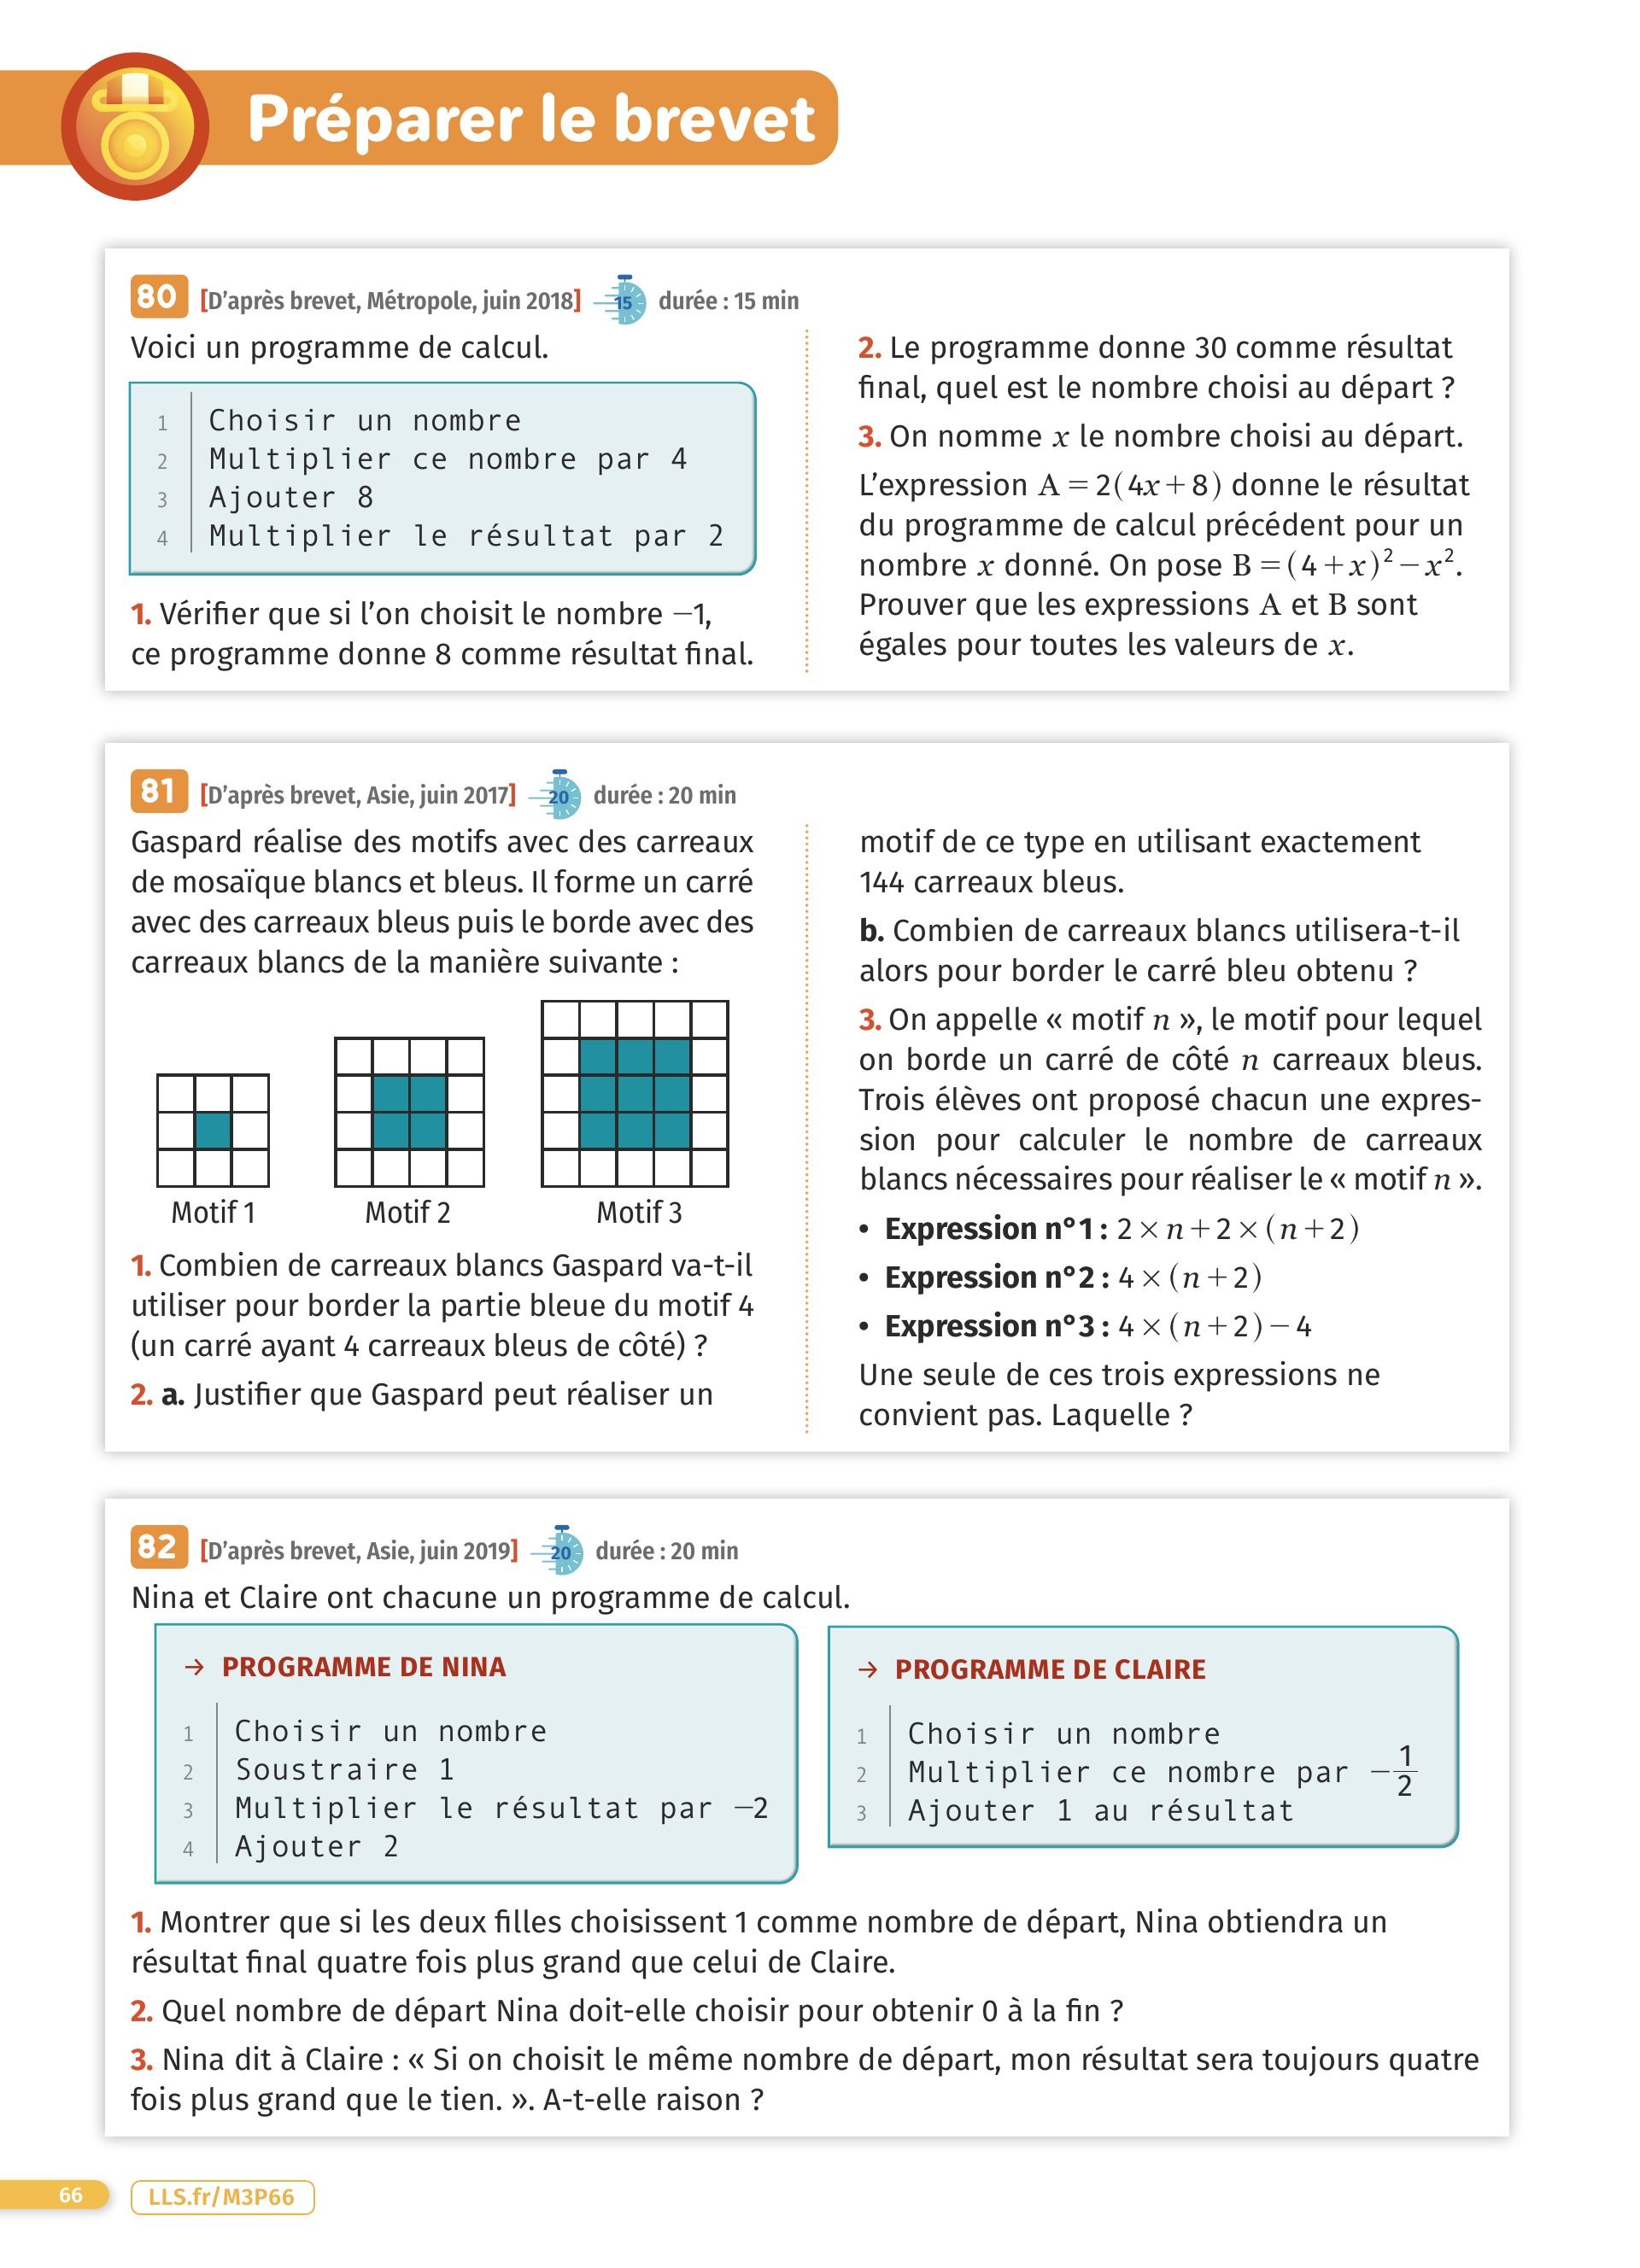 Préparer le brevet
80 [D'après brevet, Métropole, juin 2018] 15 durée : 15 min
Voici un programme de calcul.
1 Choisir un nombre
2 Multiplier ce nombre par 4
3 Ajouter 8
4 Multiplier le résultat par 2
1. Vérifier que si l'on choisit le nombre −1,
ce programme donne 8 comme résultat final.
2. Le programme donne 30 comme résultat
final, quel est le nombre choisi au départ ?
3. On nomme x le nombre choisi au départ.
L'expression A = 2(4x + 8) donne le résultat
du programme de calcul précédent pour un
nombre x donné. On pose B = (4 + x)² − x².
Prouver que les expressions A et B sont
égales pour toutes les valeurs de x.
81 [D'après brevet, Asie, juin 2017] 20 durée : 20 min
Gaspard réalise des motifs avec des carreaux
de mosaïque blancs et bleus. Il forme un carré
avec des carreaux bleus puis le borde avec des
carreaux blancs de la manière suivante :
Motif 1 Motif 2 Motif 3
1. Combien de carreaux blancs Gaspard va-t-il
utiliser pour border la partie bleue du motif 4
(un carré ayant 4 carreaux bleus de côté) ?
2. a. Justifier que Gaspard peut réaliser un
motif de ce type en utilisant exactement
144 carreaux bleus.
b. Combien de carreaux blancs utilisera-t-il
alors pour border le carré bleu obtenu ?
3. On appelle « motif n », le motif pour lequel
on borde un carré de côté n carreaux bleus.
Trois élèves ont proposé chacun une expres-
sion pour calculer le nombre de carreaux
blancs nécessaires pour réaliser le « motif n ».
• Expression n°1 : 2 × n + 2 × (n + 2)
• Expression n°2 : 4 × (n + 2)
• Expression n°3 : 4 × (n + 2) − 4
Une seule de ces trois expressions ne
convient pas. Laquelle ?
82 [D'après brevet, Asie, juin 2019] 20 durée : 20 min
Nina et Claire ont chacune un programme de calcul.
→ PROGRAMME DE NINA
1 Choisir un nombre
2 Soustraire 1
3 Multiplier le résultat par −2
4 Ajouter 2
→ PROGRAMME DE CLAIRE
1 Choisir un nombre
2 Multiplier ce nombre par −1/2
3 Ajouter 1 au résultat
1. Montrer que si les deux filles choisissent 1 comme nombre de départ, Nina obtiendra un
résultat final quatre fois plus grand que celui de Claire.
2. Quel nombre de départ Nina doit-elle choisir pour obtenir 0 à la fin ?
3. Nina dit à Claire : « Si on choisit le même nombre de départ, mon résultat sera toujours quatre
fois plus grand que le tien. ». A-t-elle raison ?
66 LLS.fr/M3P66